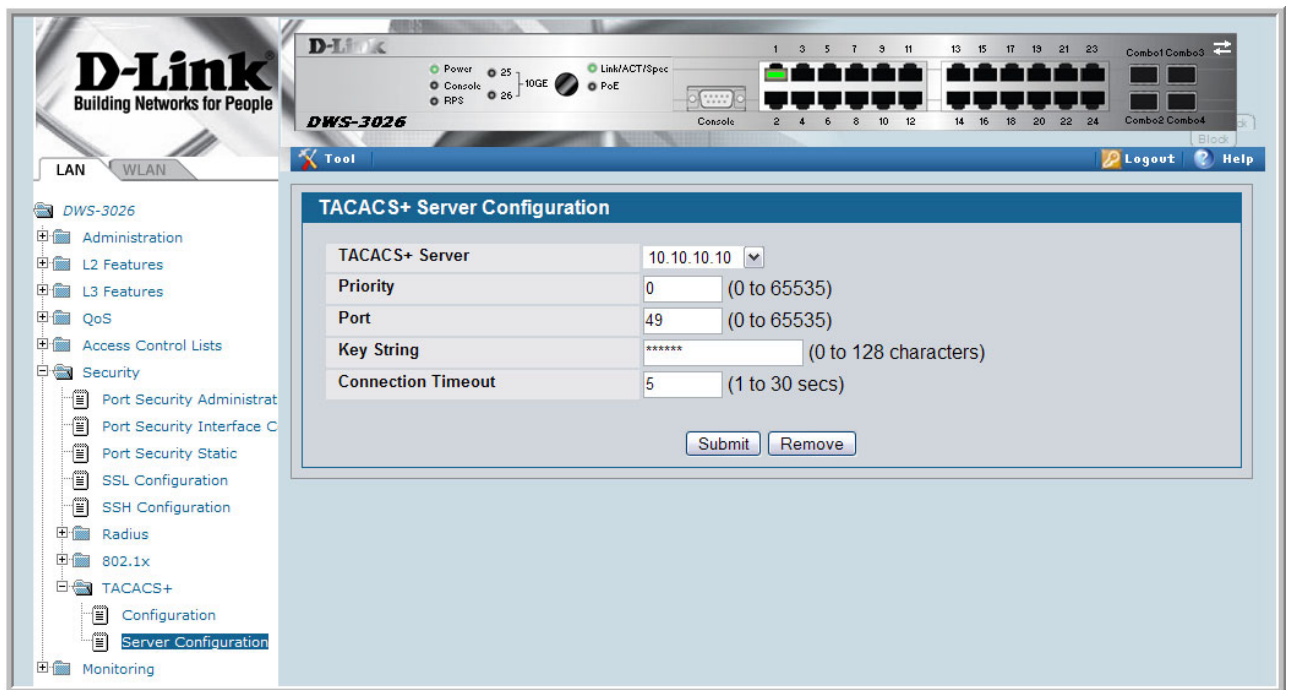 D-Link
Building Networks for People
D-Link
Power
Console
RPS
25
26
10GE
Link/ACT/Spec
PoE
Console
1 3 5 7 9 11 13 15 17 19 21 23
2 4 6 8 10 12 14 16 18 20 22 24
Combo1 Combo3
Combo2 Combo4
DWS-3026
Block
LAN
WLAN
Tool
Logout
Help
DWS-3026
Administration
L2 Features
L3 Features
QoS
Access Control Lists
Security
Port Security Administrat
Port Security Interface C
Port Security Static
SSL Configuration
SSH Configuration
Radius
802.1x
TACACS+
Configuration
Server Configuration
Monitoring
TACACS+ Server Configuration
TACACS+ Server 10.10.10.10
Priority 0 (0 to 65535)
Port 49 (0 to 65535)
Key String ****** (0 to 128 characters)
Connection Timeout 5 (1 to 30 secs)
Submit Remove